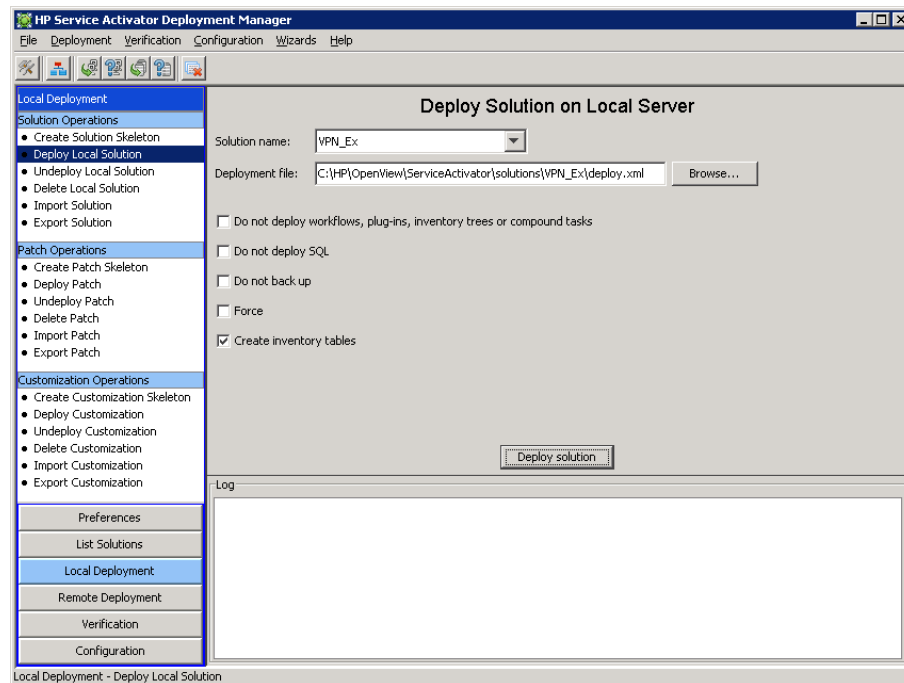 HP Service Activator Deployment Manager
File Deployment Verification Configuration Wizards Help
Local Deployment
Solution Operations
• Create Solution Skeleton
• Deploy Local Solution
• Undeploy Local Solution
• Delete Local Solution
• Import Solution
• Export Solution
Patch Operations
• Create Patch Skeleton
• Deploy Patch
• Undeploy Patch
• Delete Patch
• Import Patch
• Export Patch
Customization Operations
• Create Customization Skeleton
• Deploy Customization
• Undeploy Customization
• Delete Customization
• Import Customization
• Export Customization
Preferences
List Solutions
Local Deployment
Remote Deployment
Verification
Configuration
Deploy Solution on Local Server
Solution name: VPN_Ex
Deployment file: C:\HP\OpenView\ServiceActivator\solutions\VPN_Ex\deploy.xml Browse...
Do not deploy workflows, plug-ins, inventory trees or compound tasks
Do not deploy SQL
Do not back up
Force
Create inventory tables
Deploy solution
Log
Local Deployment - Deploy Local Solution